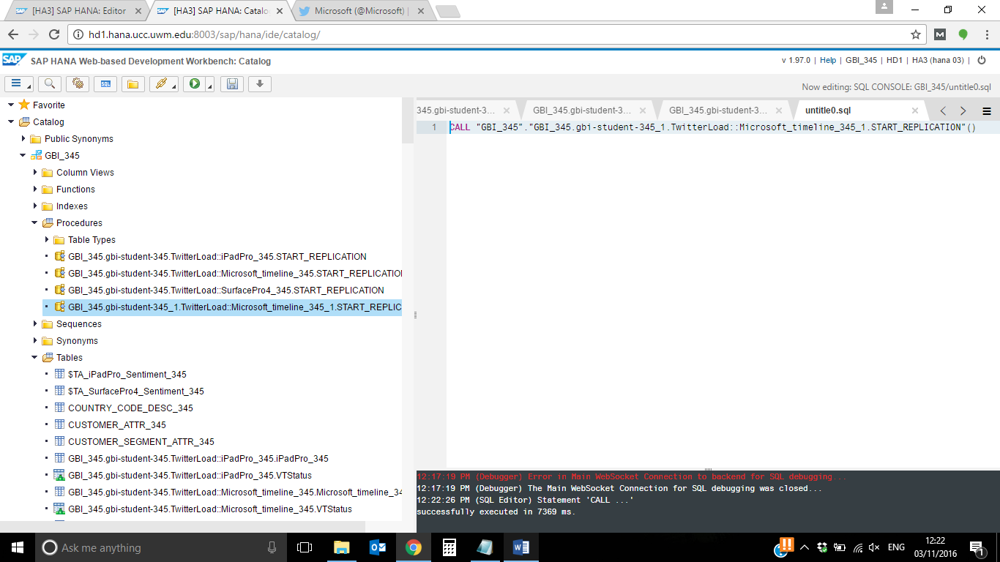 [HA3] SAP HANA: Editor
[HA3] SAP HANA: Catalo
Microsoft (@Microsoft) |
hd1.hana.ucc.uwm.edu:8003/sap/hana/ide/catalog/
SAP SAP HANA Web-based Development Workbench: Catalog
v 1.97.0 | Help | GBI_345 | HD1 | HA3 (hana 03) |
SQL
Now editing: SQL CONSOLE: GBI_345/untitle0.sql
Favorite
Catalog
Public Synonyms
GBI_345
Column Views
Functions
Indexes
Procedures
Table Types
GBI_345.gbi-student-345.TwitterLoad::iPadPro_345.START_REPLICATION
GBI_345.gbi-student-345.TwitterLoad::Microsoft_timeline_345.START_REPLICATIO
GBI_345.gbi-student-345.TwitterLoad::SurfacePro4_345.START_REPLICATION
GBI_345.gbi-student-345_1.TwitterLoad::Microsoft_timeline_345_1.START_REPLIC
Sequences
Synonyms
Tables
$TA_iPadPro_Sentiment_345
$TA_SurfacePro4_Sentiment_345
COUNTRY_CODE_DESC_345
CUSTOMER_ATTR_345
CUSTOMER_SEGMENT_ATTR_345
GBI_345.gbi-student-345.TwitterLoad::iPadPro_345.iPadPro_345
GBI_345.gbi-student-345.TwitterLoad::iPadPro_345.VTStatus
GBI_345.gbi-student-345.TwitterLoad::Microsoft_timeline_345.Microsoft_timeline_34
GBI_345.gbi-student-345.TwitterLoad::Microsoft_timeline_345.VTStatus
345.gbi-student-3...
GBI_345.gbi-student-3...
GBI_345.gbi-student-3...
untitle0.sql
1 CALL "GBI_345"."GBI_345.gbi-student-345_1.TwitterLoad::Microsoft_timeline_345_1.START_REPLICATION"()
12:17:19 PM (Debugger) Error in Main WebSocket Connection to backend for SQL debugging...
12:17:19 PM (Debugger) The Main WebSocket Connection for SQL debugging was closed...
12:22:26 PM (SQL Editor) Statement 'CALL ...'
successfully executed in 7369 ms.
Ask me anything
ENG
12:22
03/11/2016
1